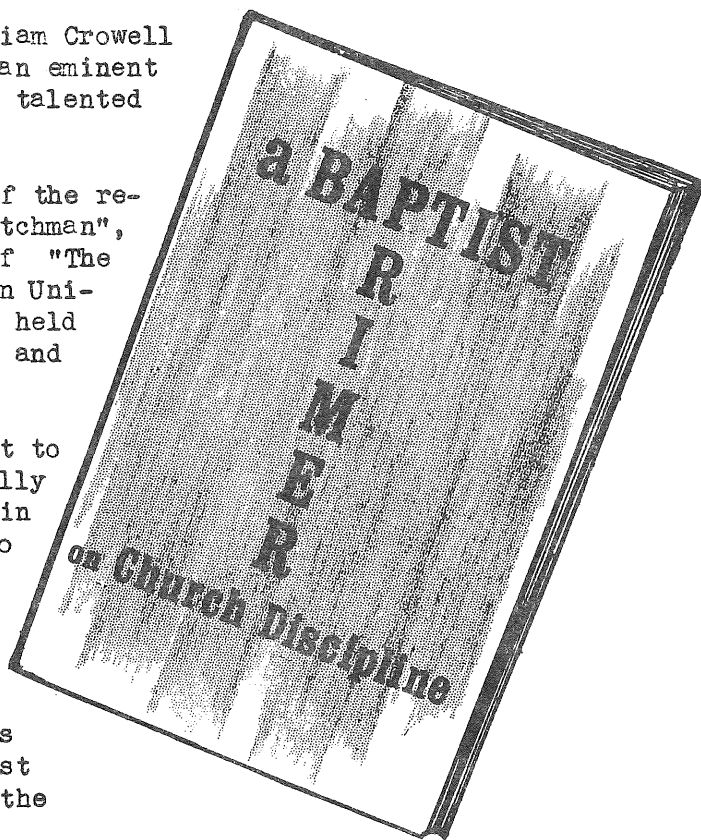 iam Crowell
an eminent
talented
f the re-
tchman",
f "The
n Uni-
held
and
t to
lly
in
o
s
st
the
a BAPTIST
R
I
M
E
R
on Church Discipline